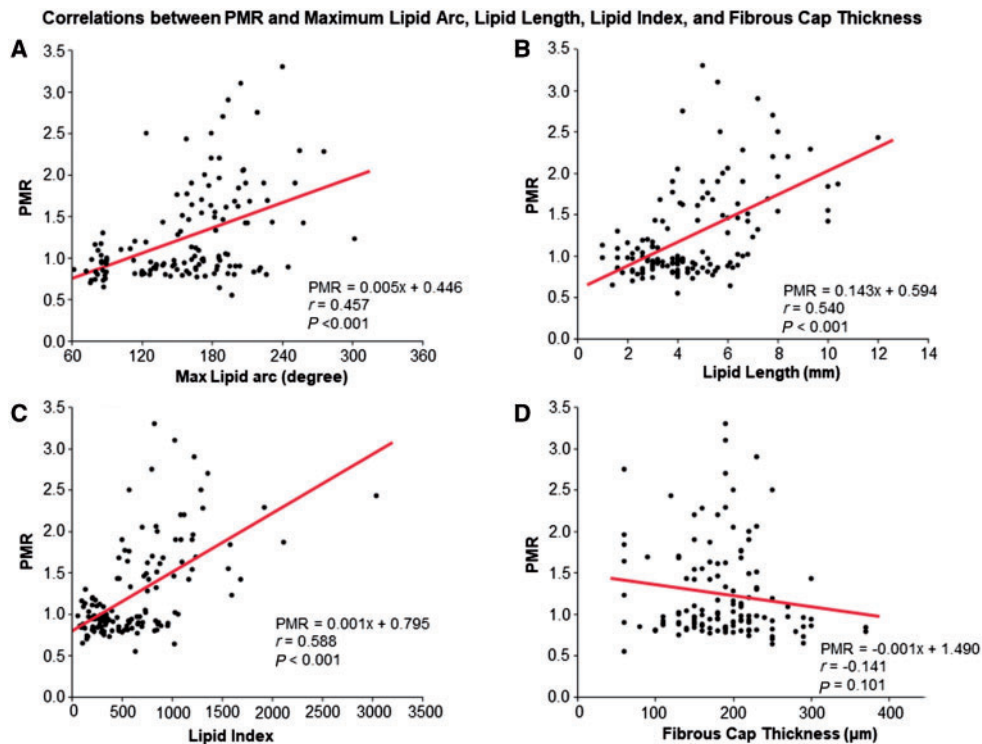 Correlations between PMR and Maximum Lipid Arc, Lipid Length, Lipid Index, and Fibrous Cap Thickness
A
3.5
3.0
2.5
2.0
1.5
1.0
0.5
0.0
PMR
60 120 180 240 300 360
Max Lipid arc (degree)
PMR = 0.005x + 0.446
r = 0.457
P <0.001
B
3.5
3.0
2.5
2.0
1.5
1.0
0.5
0.0
PMR
0 2 4 6 8 10 12 14
Lipid Length (mm)
PMR = 0.143x + 0.594
r = 0.540
P < 0.001
C
3.5
3.0
2.5
2.0
1.5
1.0
0.5
0.0
PMR
0 500 1000 1500 2000 2500 3000 3500
Lipid Index
PMR = 0.001x + 0.795
r = 0.588
P < 0.001
D
3.5
3.0
2.5
2.0
1.5
1.0
0.5
0.0
PMR
0 100 200 300 400
Fibrous Cap Thickness (µm)
PMR = -0.001x + 1.490
r = -0.141
P = 0.101